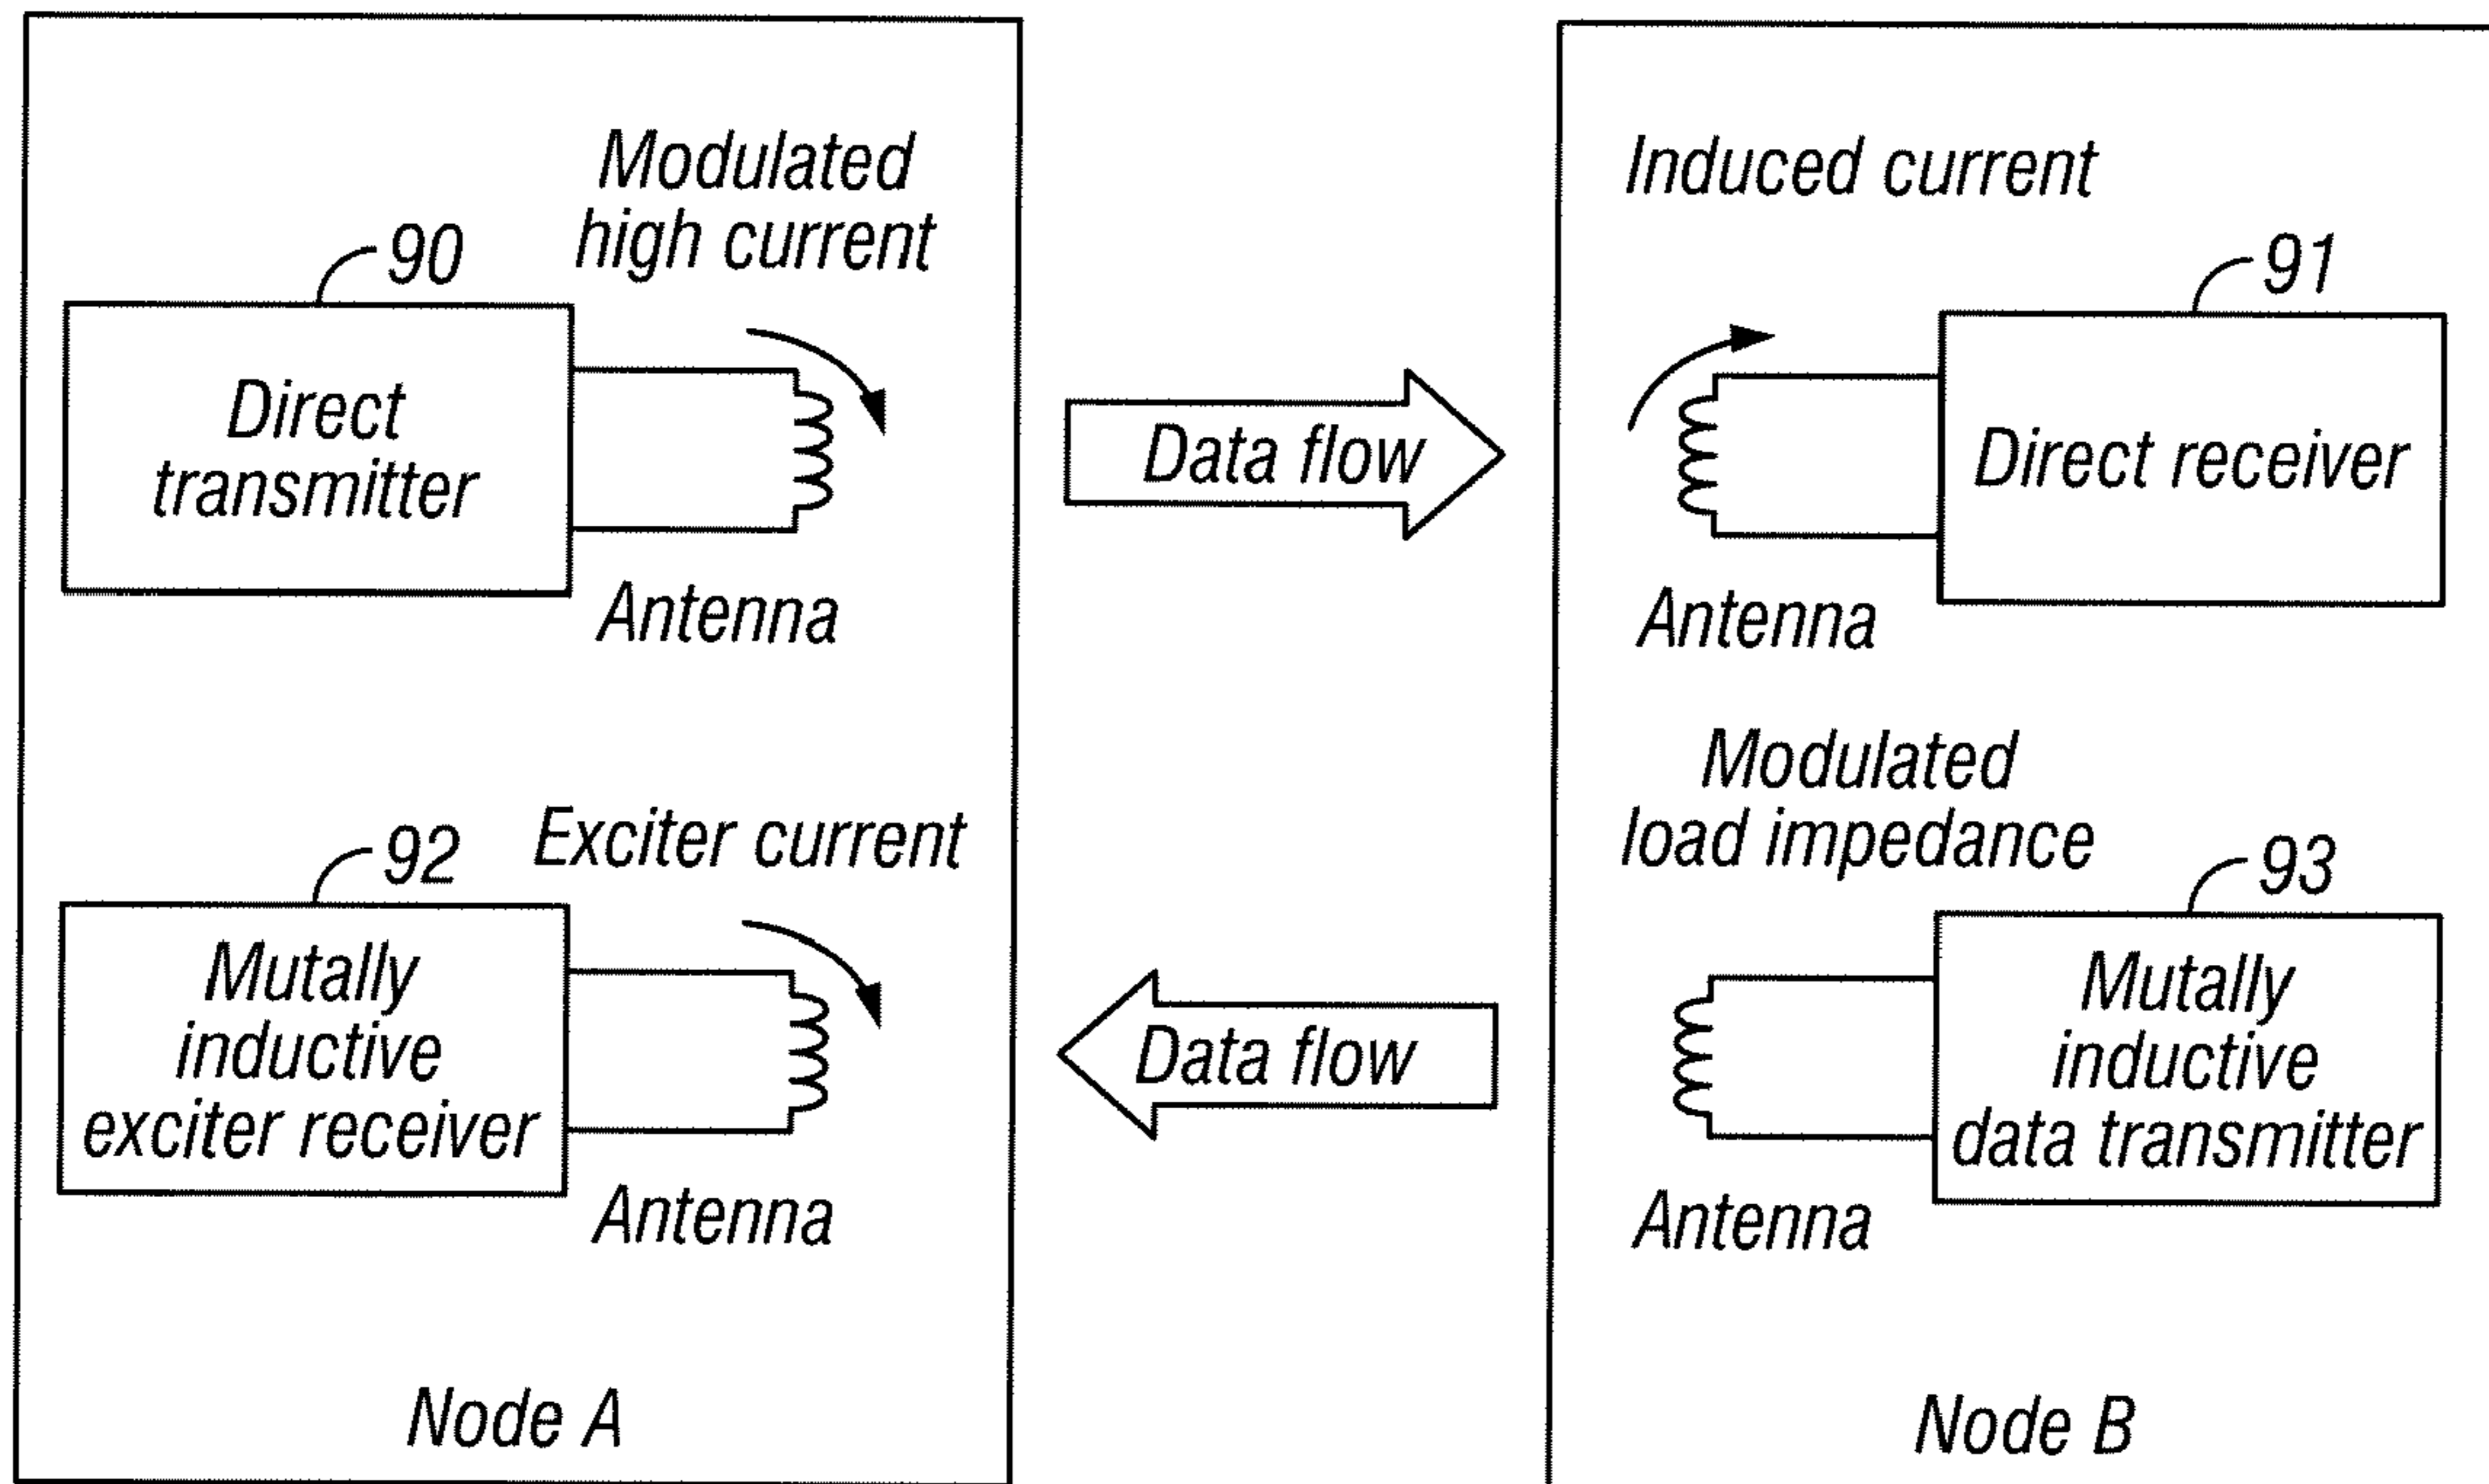 Modulated
high current
90
Direct
transmitter
Antenna
Data flow
Induced current
91
Direct receiver
Antenna
Exciter current
92
Mutally
inductive
exciter receiver
Antenna
Data flow
Modulated
load impedance
93
Mutally
inductive
data transmitter
Antenna
Node A
Node B